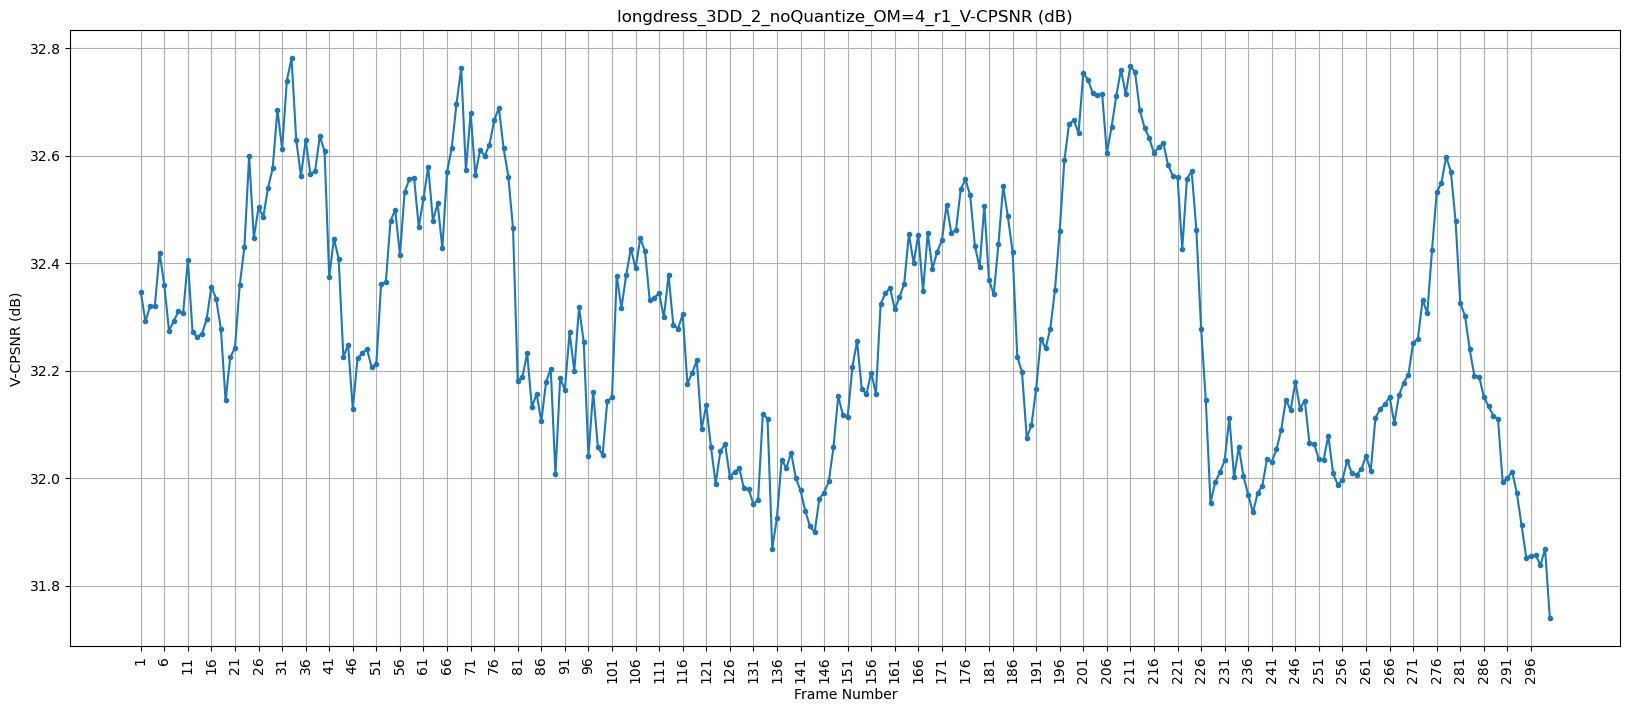 longdress_3DD_2_noQuantize_OM=4_r1_V-CPSNR (dB)
V-CPSNR (dB)
32.8
32.6
32.4
32.2
32.0
31.8
1 6 11 16 21 26 31 36 41 46 51 56 61 66 71 76 81 86 91 96 101 106 111 116 121 126 131 136 141 146 151 156 161 166 171 176 181 186 191 196 201 206 211 216 221 226 231 236 241 246 251 256 261 266 271 276 281 286 291 296
Frame Number